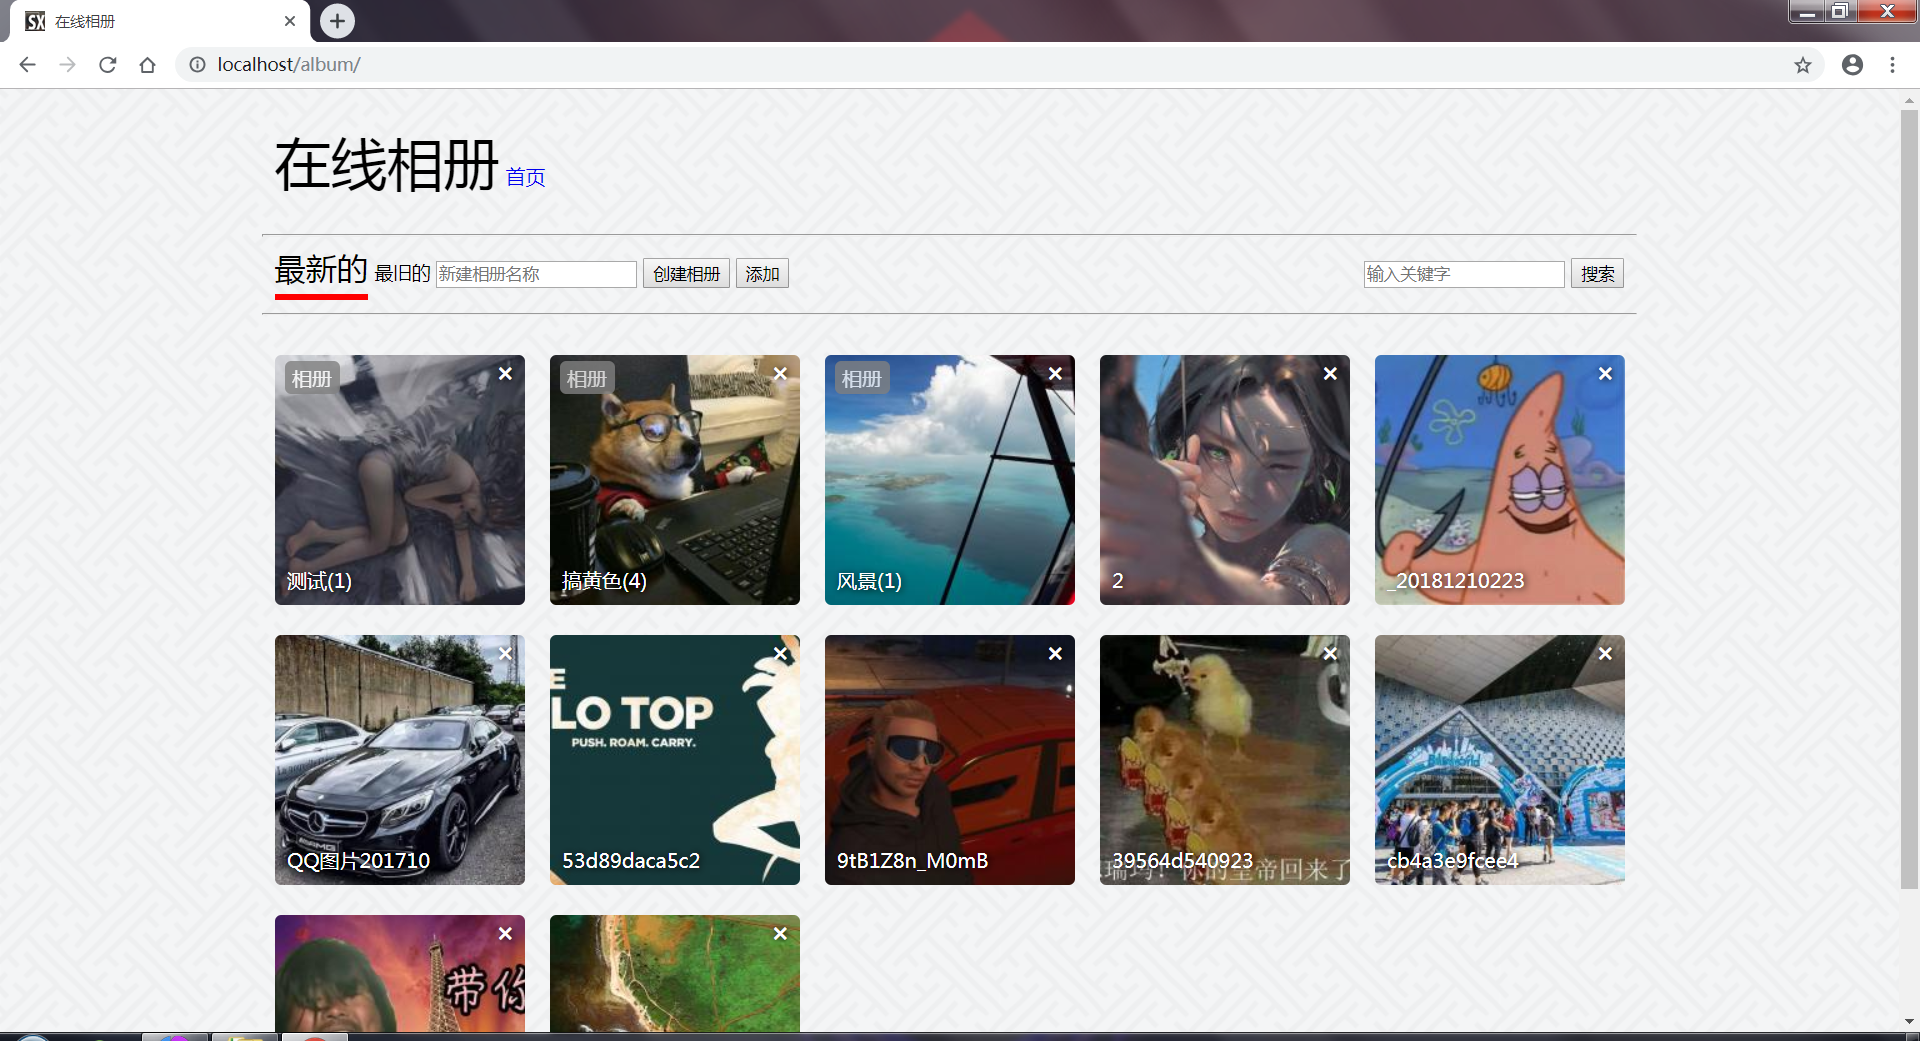 在线相册
localhost/album/
在线相册 首页
最新的 最旧的 新建相册名称 创建相册 添加 输入关键字 搜索
相册
测试(1)
相册
搞黄色(4)
相册
风景(1)
2
_20181210223
AMG
QQ图片201710
E
LO TOP
PUSH. ROAM. CARRY.
53d89daca5c2
9tB1Z8n_M0mB
瑞玛！你的皇帝回来了
39564d540923
cb4a3e9fcee4
带你